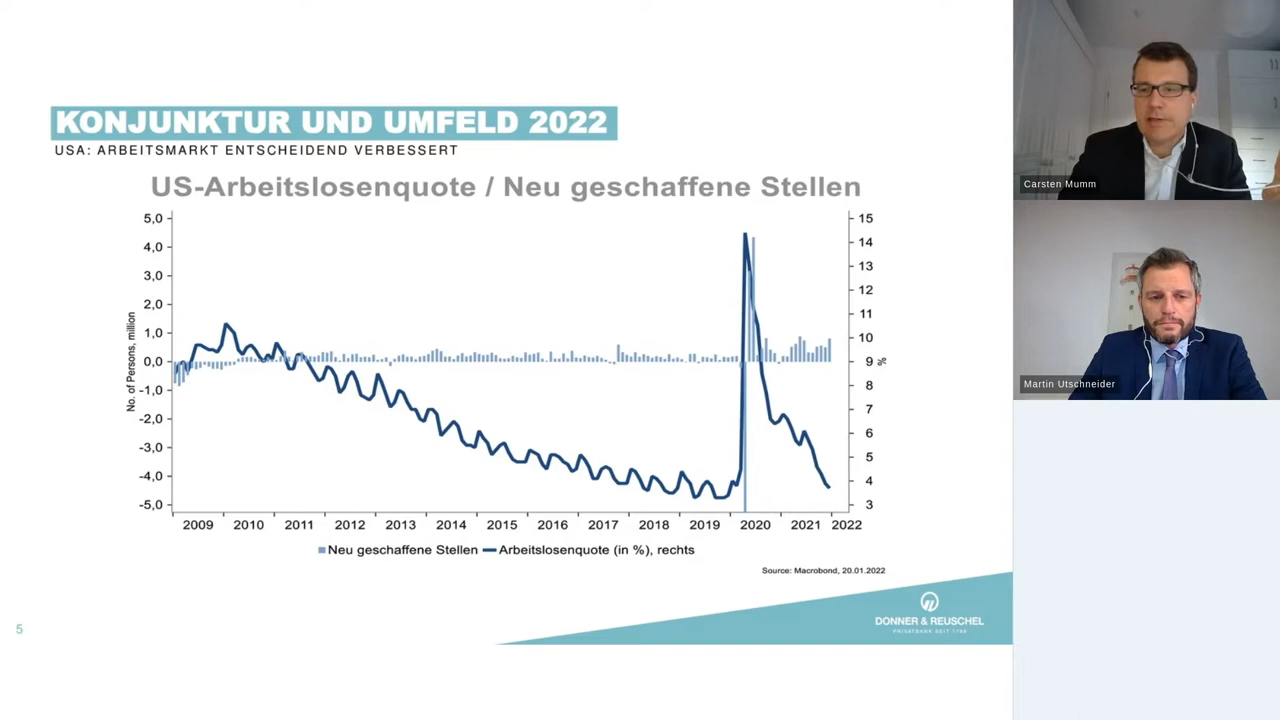 KONJUNKTUR UND UMFELD 2022
USA: ARBEITSMARKT ENTSCHEIDEND VERBESSERT
US-Arbeitslosenquote / Neu geschaffene Stellen
No. of Persons, million
5,0
4,0
3,0
2,0
1,0
0,0
-1,0
-2,0
-3,0
-4,0
-5,0
15
14
13
12
11
10
9
8
7
6
5
4
3
%
2009 2010 2011 2012 2013 2014 2015 2016 2017 2018 2019 2020 2021 2022
Neu geschaffene Stellen Arbeitslosenquote (in %), rechts
Source: Macrobond, 20.01.2022
DONNER & REUSCHEL
PRIVATBANK SEIT 1798
5
Carsten Mumm
Martin Utschneider